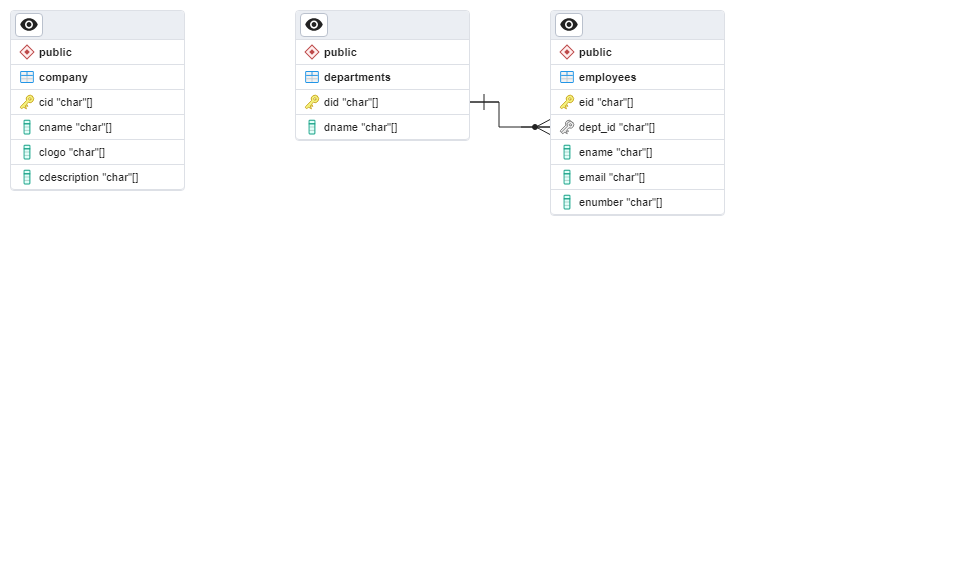 public
company
cid "char"[]
cname "char"[]
clogo "char"[]
cdescription "char"[]
public
departments
did "char"[]
dname "char"[]
public
employees
eid "char"[]
dept_id "char"[]
ename "char"[]
email "char"[]
enumber "char"[]